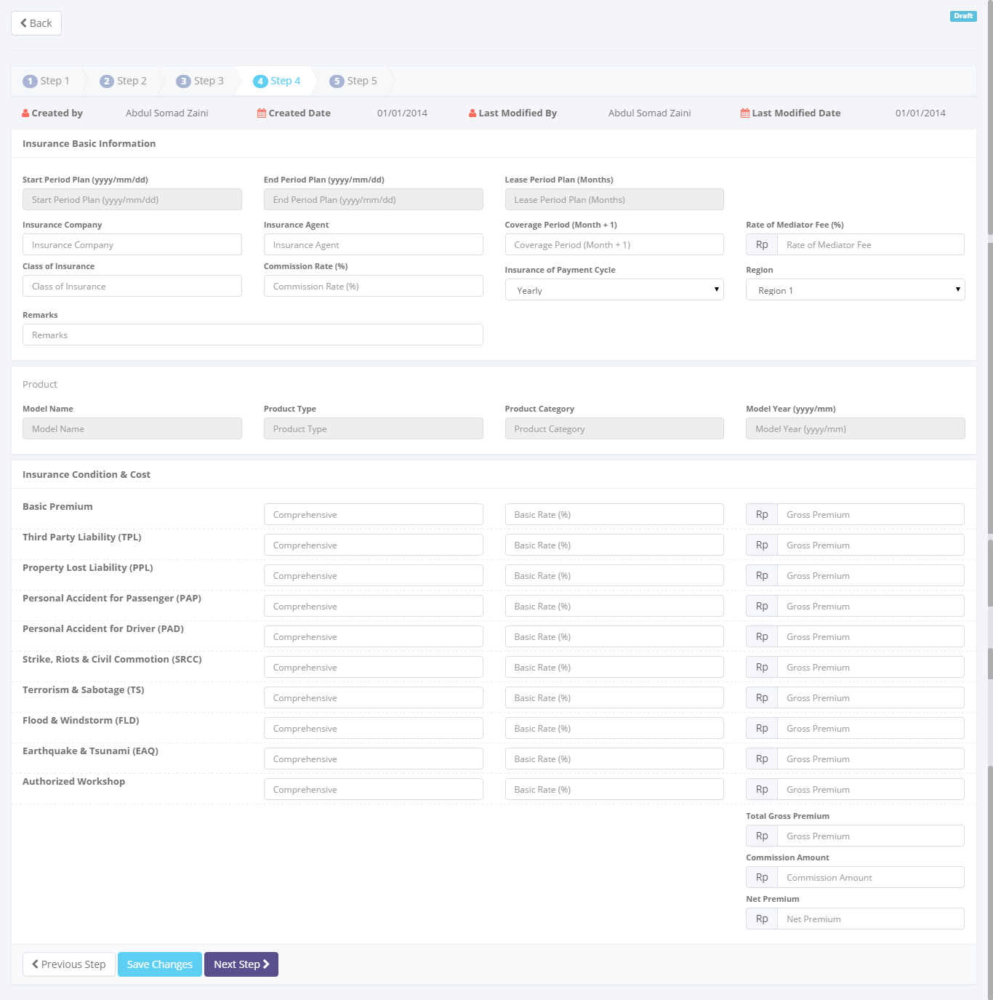 Back
Draft
1 Step 1 2 Step 2 3 Step 3 4 Step 4 5 Step 5
Created by Abdul Somad Zaini Created Date 01/01/2014 Last Modified By Abdul Somad Zaini Last Modified Date 01/01/2014
Insurance Basic Information
Start Period Plan (yyyy/mm/dd) End Period Plan (yyyy/mm/dd) Lease Period Plan (Months)
Start Period Plan (yyyy/mm/dd) End Period Plan (yyyy/mm/dd) Lease Period Plan (Months)
Insurance Company Insurance Agent Coverage Period (Month + 1) Rate of Mediator Fee (%)
Insurance Company Insurance Agent Coverage Period (Month + 1) Rp Rate of Mediator Fee
Class of Insurance Commission Rate (%) Insurance of Payment Cycle Region
Class of Insurance Commission Rate (%) Yearly Region 1
Remarks
Remarks
Product
Model Name Product Type Product Category Model Year (yyyy/mm)
Model Name Product Type Product Category Model Year (yyyy/mm)
Insurance Condition & Cost
Basic Premium Comprehensive Basic Rate (%) Rp Gross Premium
Third Party Liability (TPL) Comprehensive Basic Rate (%) Rp Gross Premium
Property Lost Liability (PPL) Comprehensive Basic Rate (%) Rp Gross Premium
Personal Accident for Passenger (PAP) Comprehensive Basic Rate (%) Rp Gross Premium
Personal Accident for Driver (PAD) Comprehensive Basic Rate (%) Rp Gross Premium
Strike, Riots & Civil Commotion (SRCC) Comprehensive Basic Rate (%) Rp Gross Premium
Terrorism & Sabotage (TS) Comprehensive Basic Rate (%) Rp Gross Premium
Flood & Windstorm (FLD) Comprehensive Basic Rate (%) Rp Gross Premium
Earthquake & Tsunami (EAQ) Comprehensive Basic Rate (%) Rp Gross Premium
Authorized Workshop Comprehensive Basic Rate (%) Rp Gross Premium
Total Gross Premium
Rp Gross Premium
Commission Amount
Rp Commission Amount
Net Premium
Rp Net Premium
Previous Step Save Changes Next Step